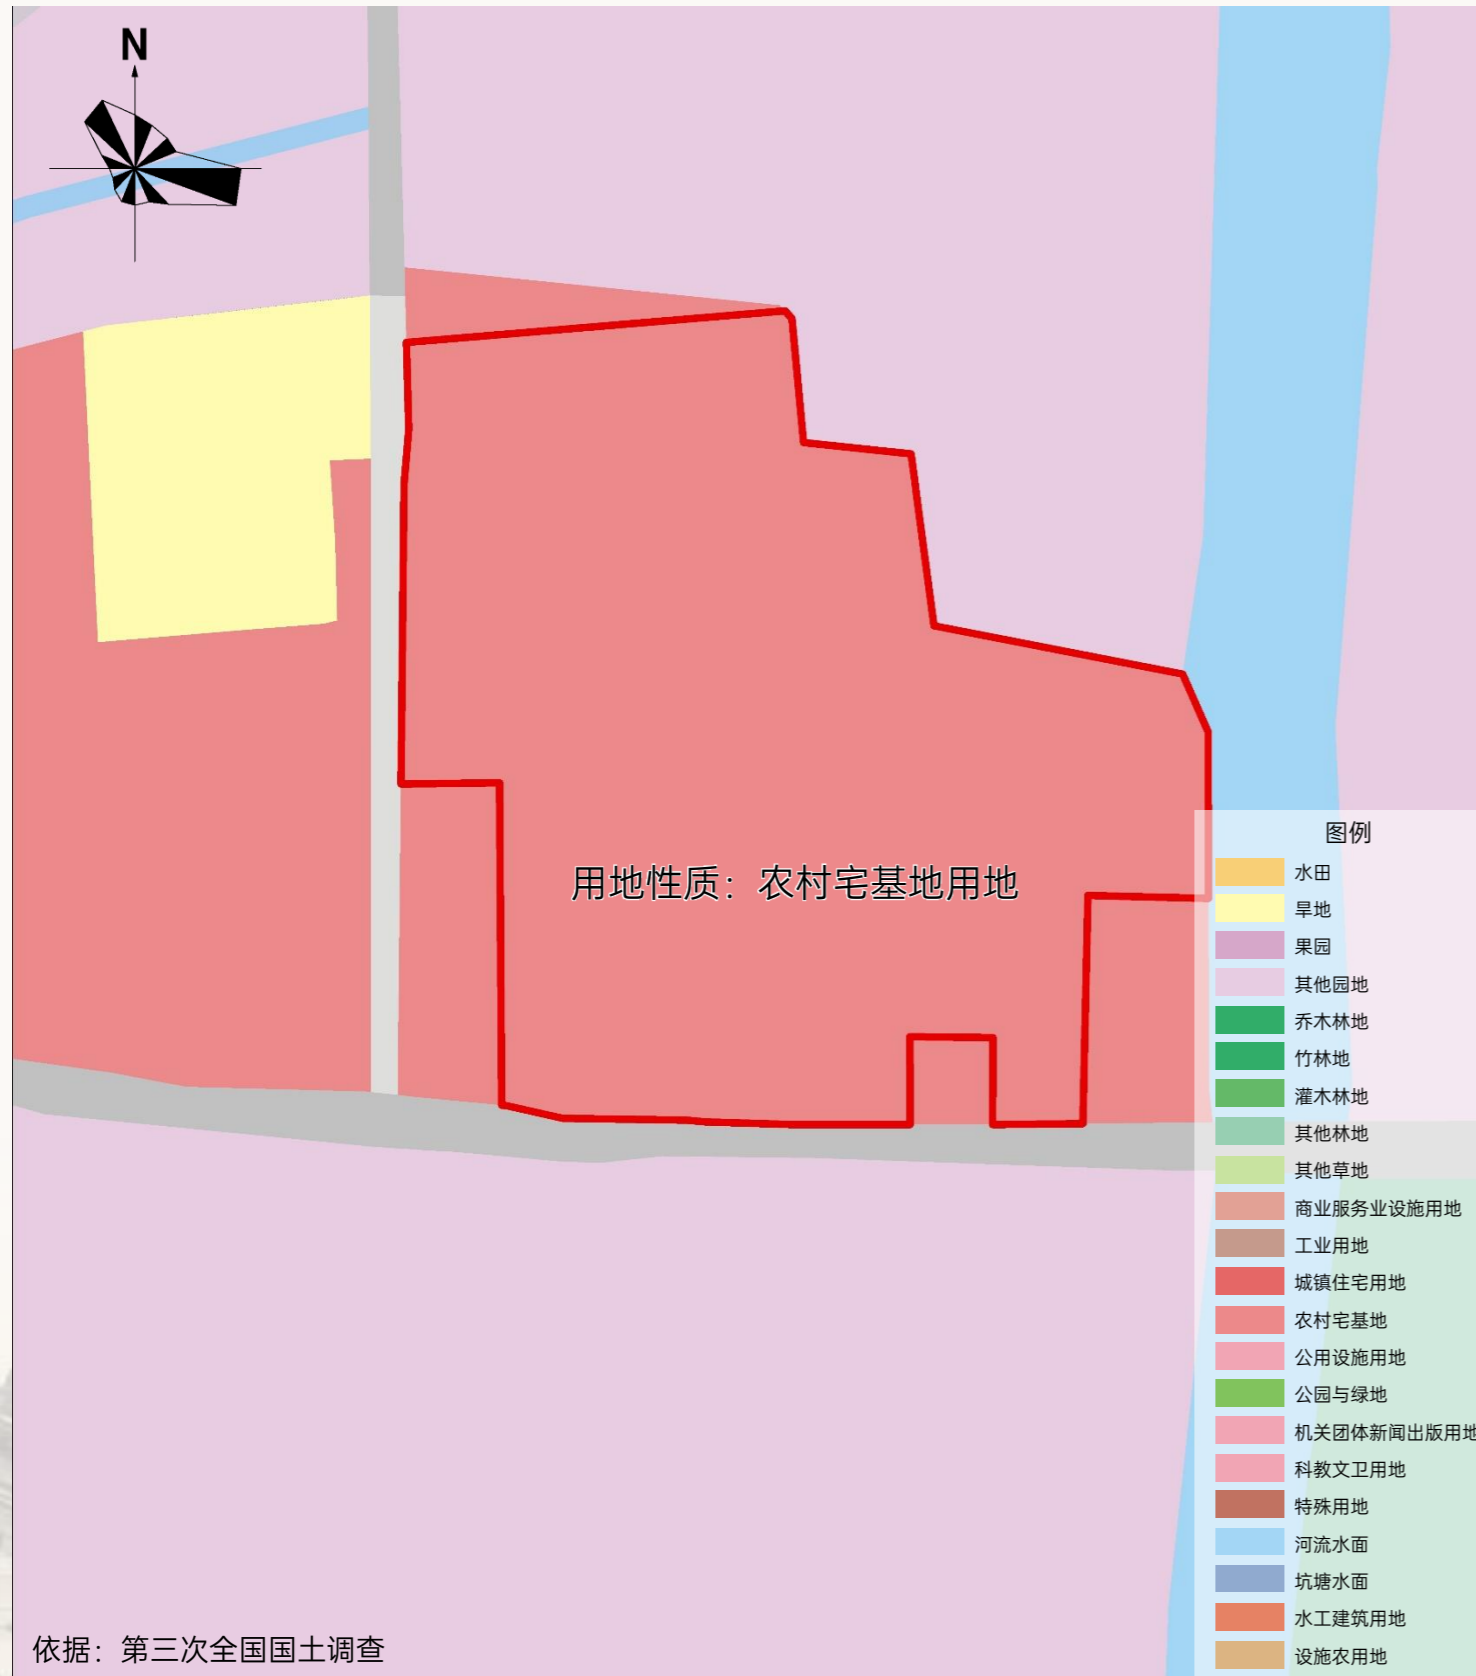 N
用地性质：农村宅基地用地
图例
水田
旱地
果园
其他园地
乔木林地
竹林地
灌木林地
其他林地
其他草地
商业服务业设施用地
工业用地
城镇住宅用地
农村宅基地
公用设施用地
公园与绿地
机关团体新闻出版用地
科教文卫用地
特殊用地
河流水面
坑塘水面
水工建筑用地
设施农用地
依据：第三次全国国土调查